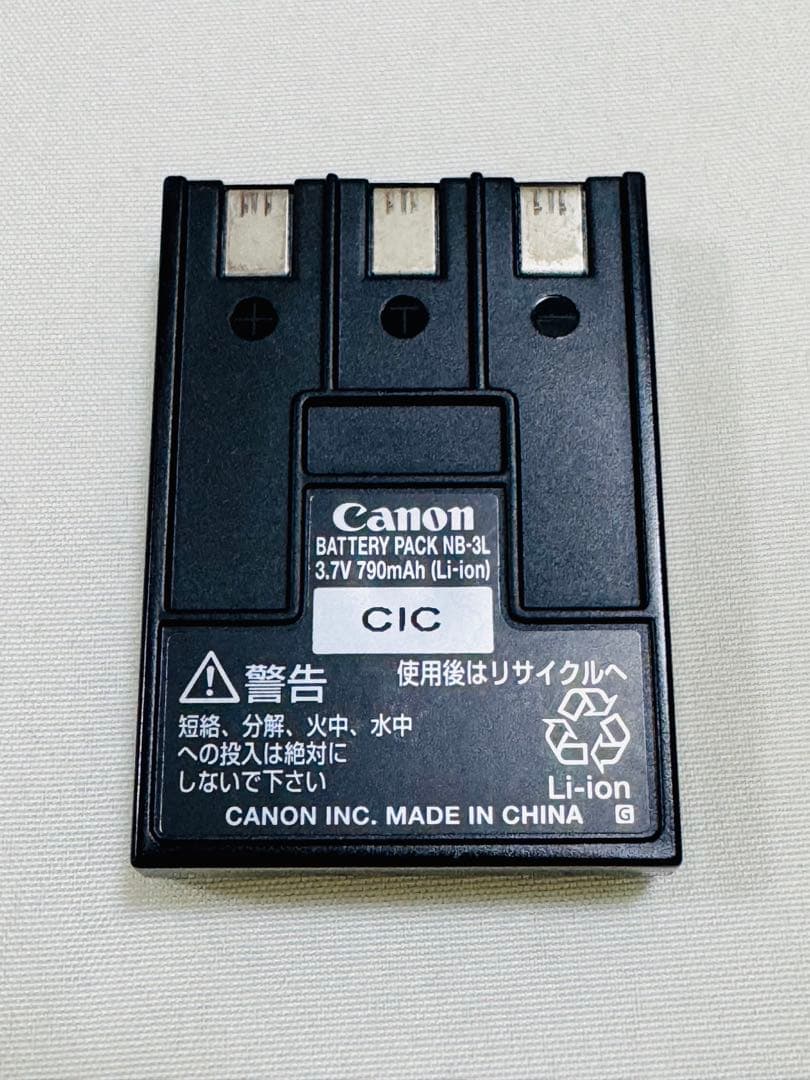 + T −
Canon
BATTERY PACK NB-3L
3.7V 790mAh (Li-ion)
CIC
警告
使用後はリサイクルへ
短絡、分解、火中、水中
への投入は絶対に
しないで下さい
Li-ion
CANON INC. MADE IN CHINA G